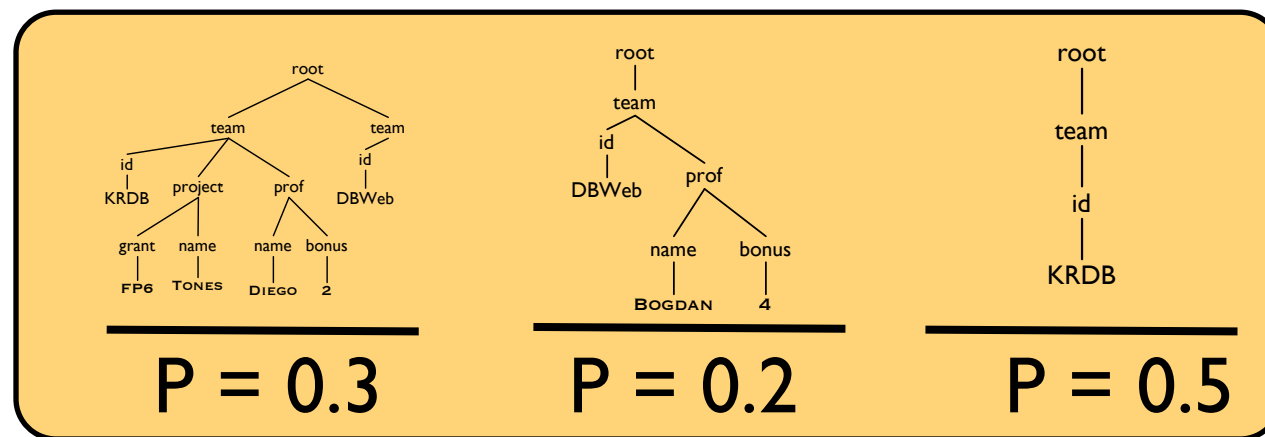 root
team team
id project prof id
KRDB DBWeb
grant name name bonus
FP6 TONES DIEGO 2
P = 0.3
root
team
id prof
DBWeb
name bonus
BOGDAN 4
P = 0.2
root
team
id
KRDB
P = 0.5